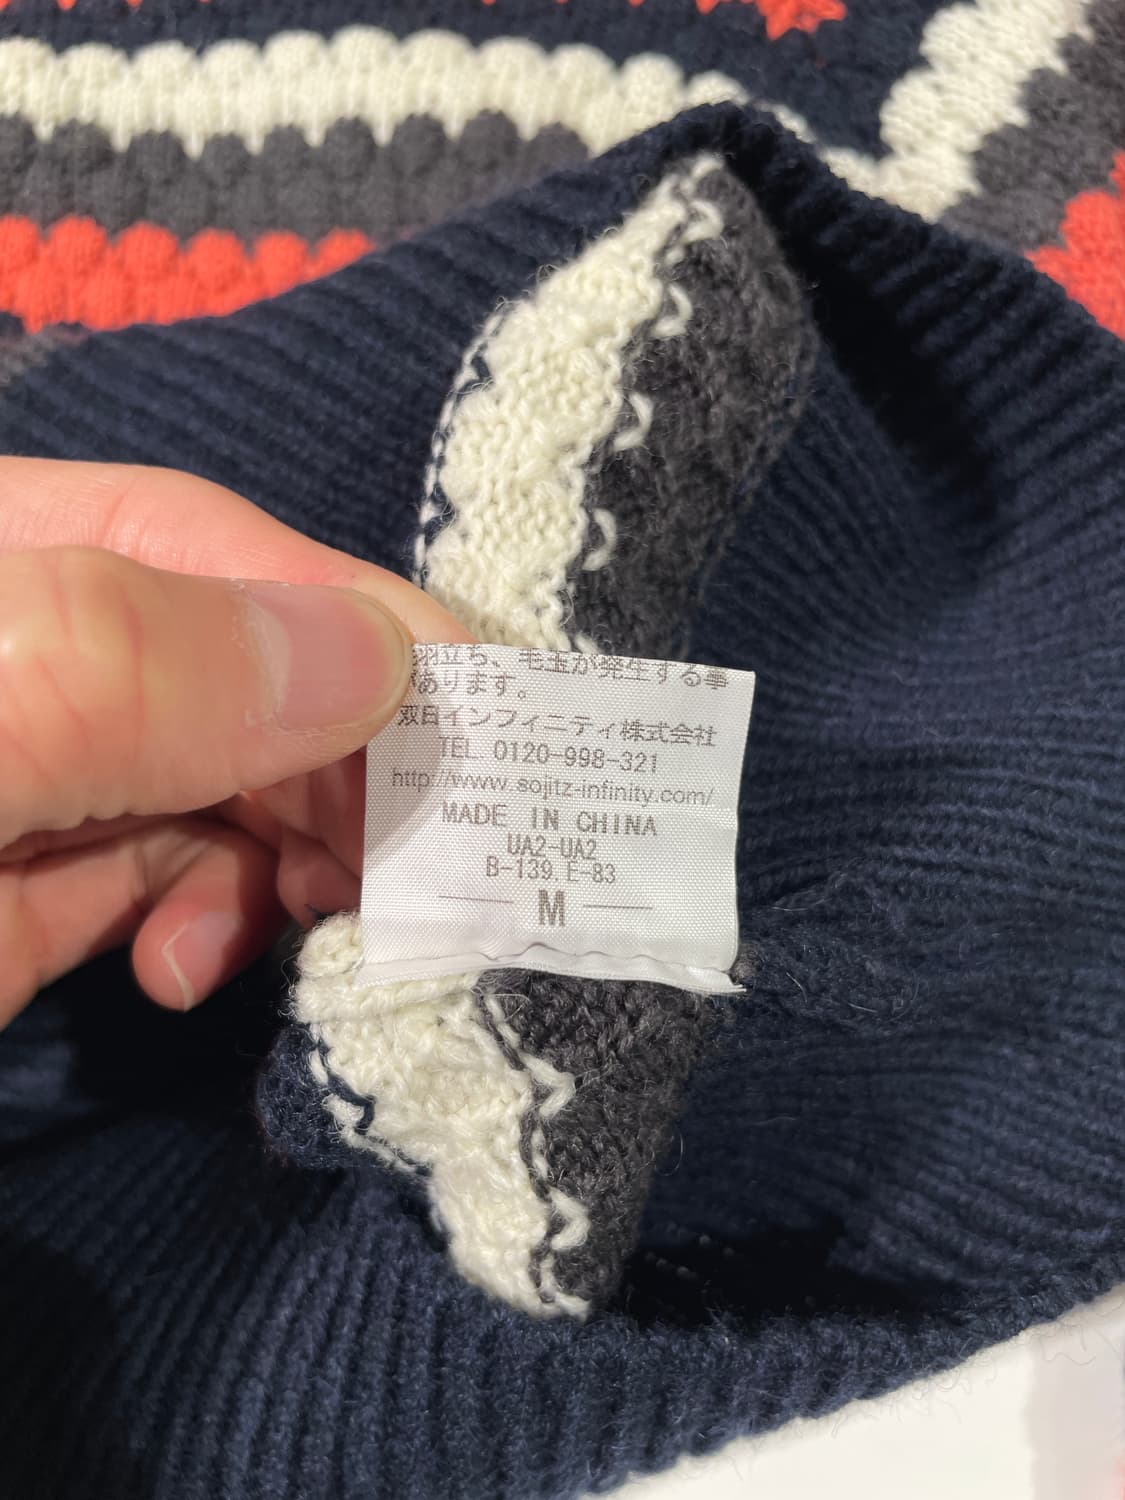 羽立ち、毛玉が発生する事
があります。
双日インフィニティ株式会社
TEL 0120-998-321
http://www.sojitz-infinity.com/
MADE IN CHINA
UA2-UA2
B-139. E-83
M